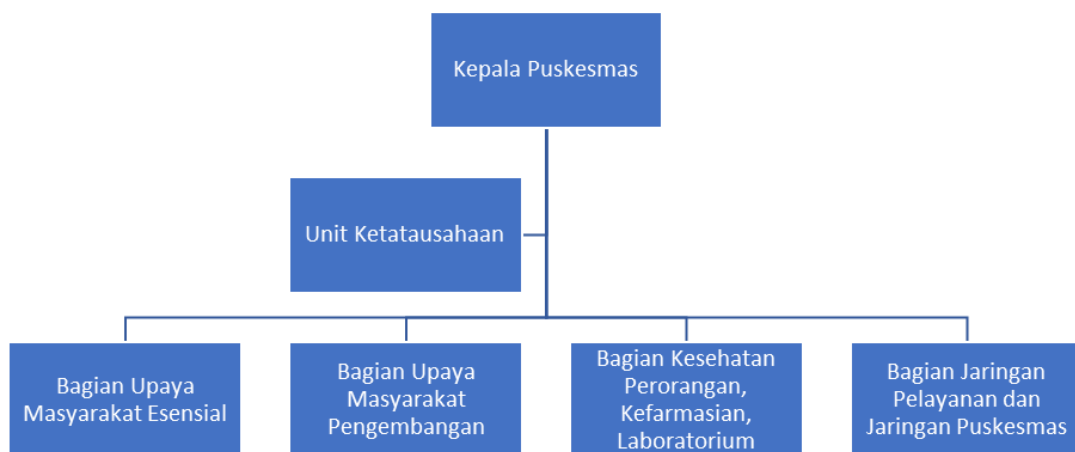 Kepala Puskesmas
Unit Ketatausahaan
Bagian Upaya
Masyarakat Esensial
Bagian Upaya
Masyarakat
Pengembangan
Bagian Kesehatan
Perorangan,
Kefarmasian,
Laboratorium
Bagian Jaringan
Pelayanan dan
Jaringan Puskesmas